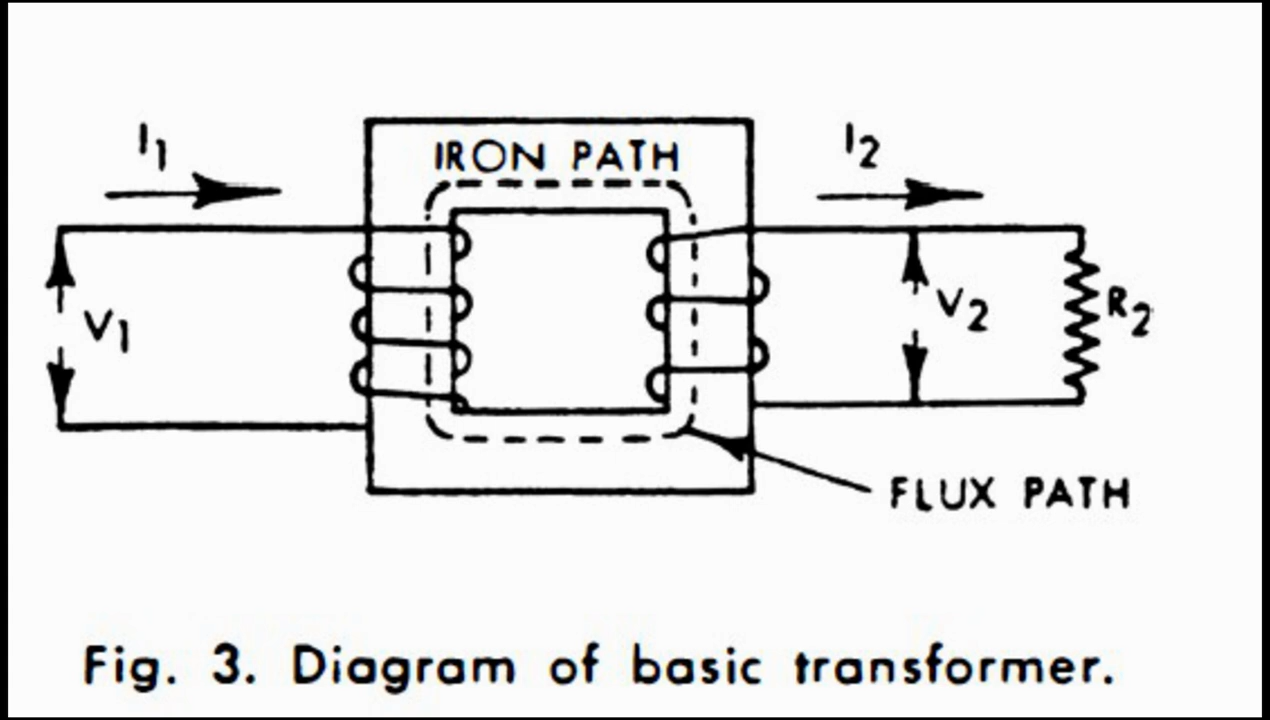 I1
I2
IRON PATH
V1
V2
R2
FLUX PATH
Fig. 3. Diagram of basic transformer.